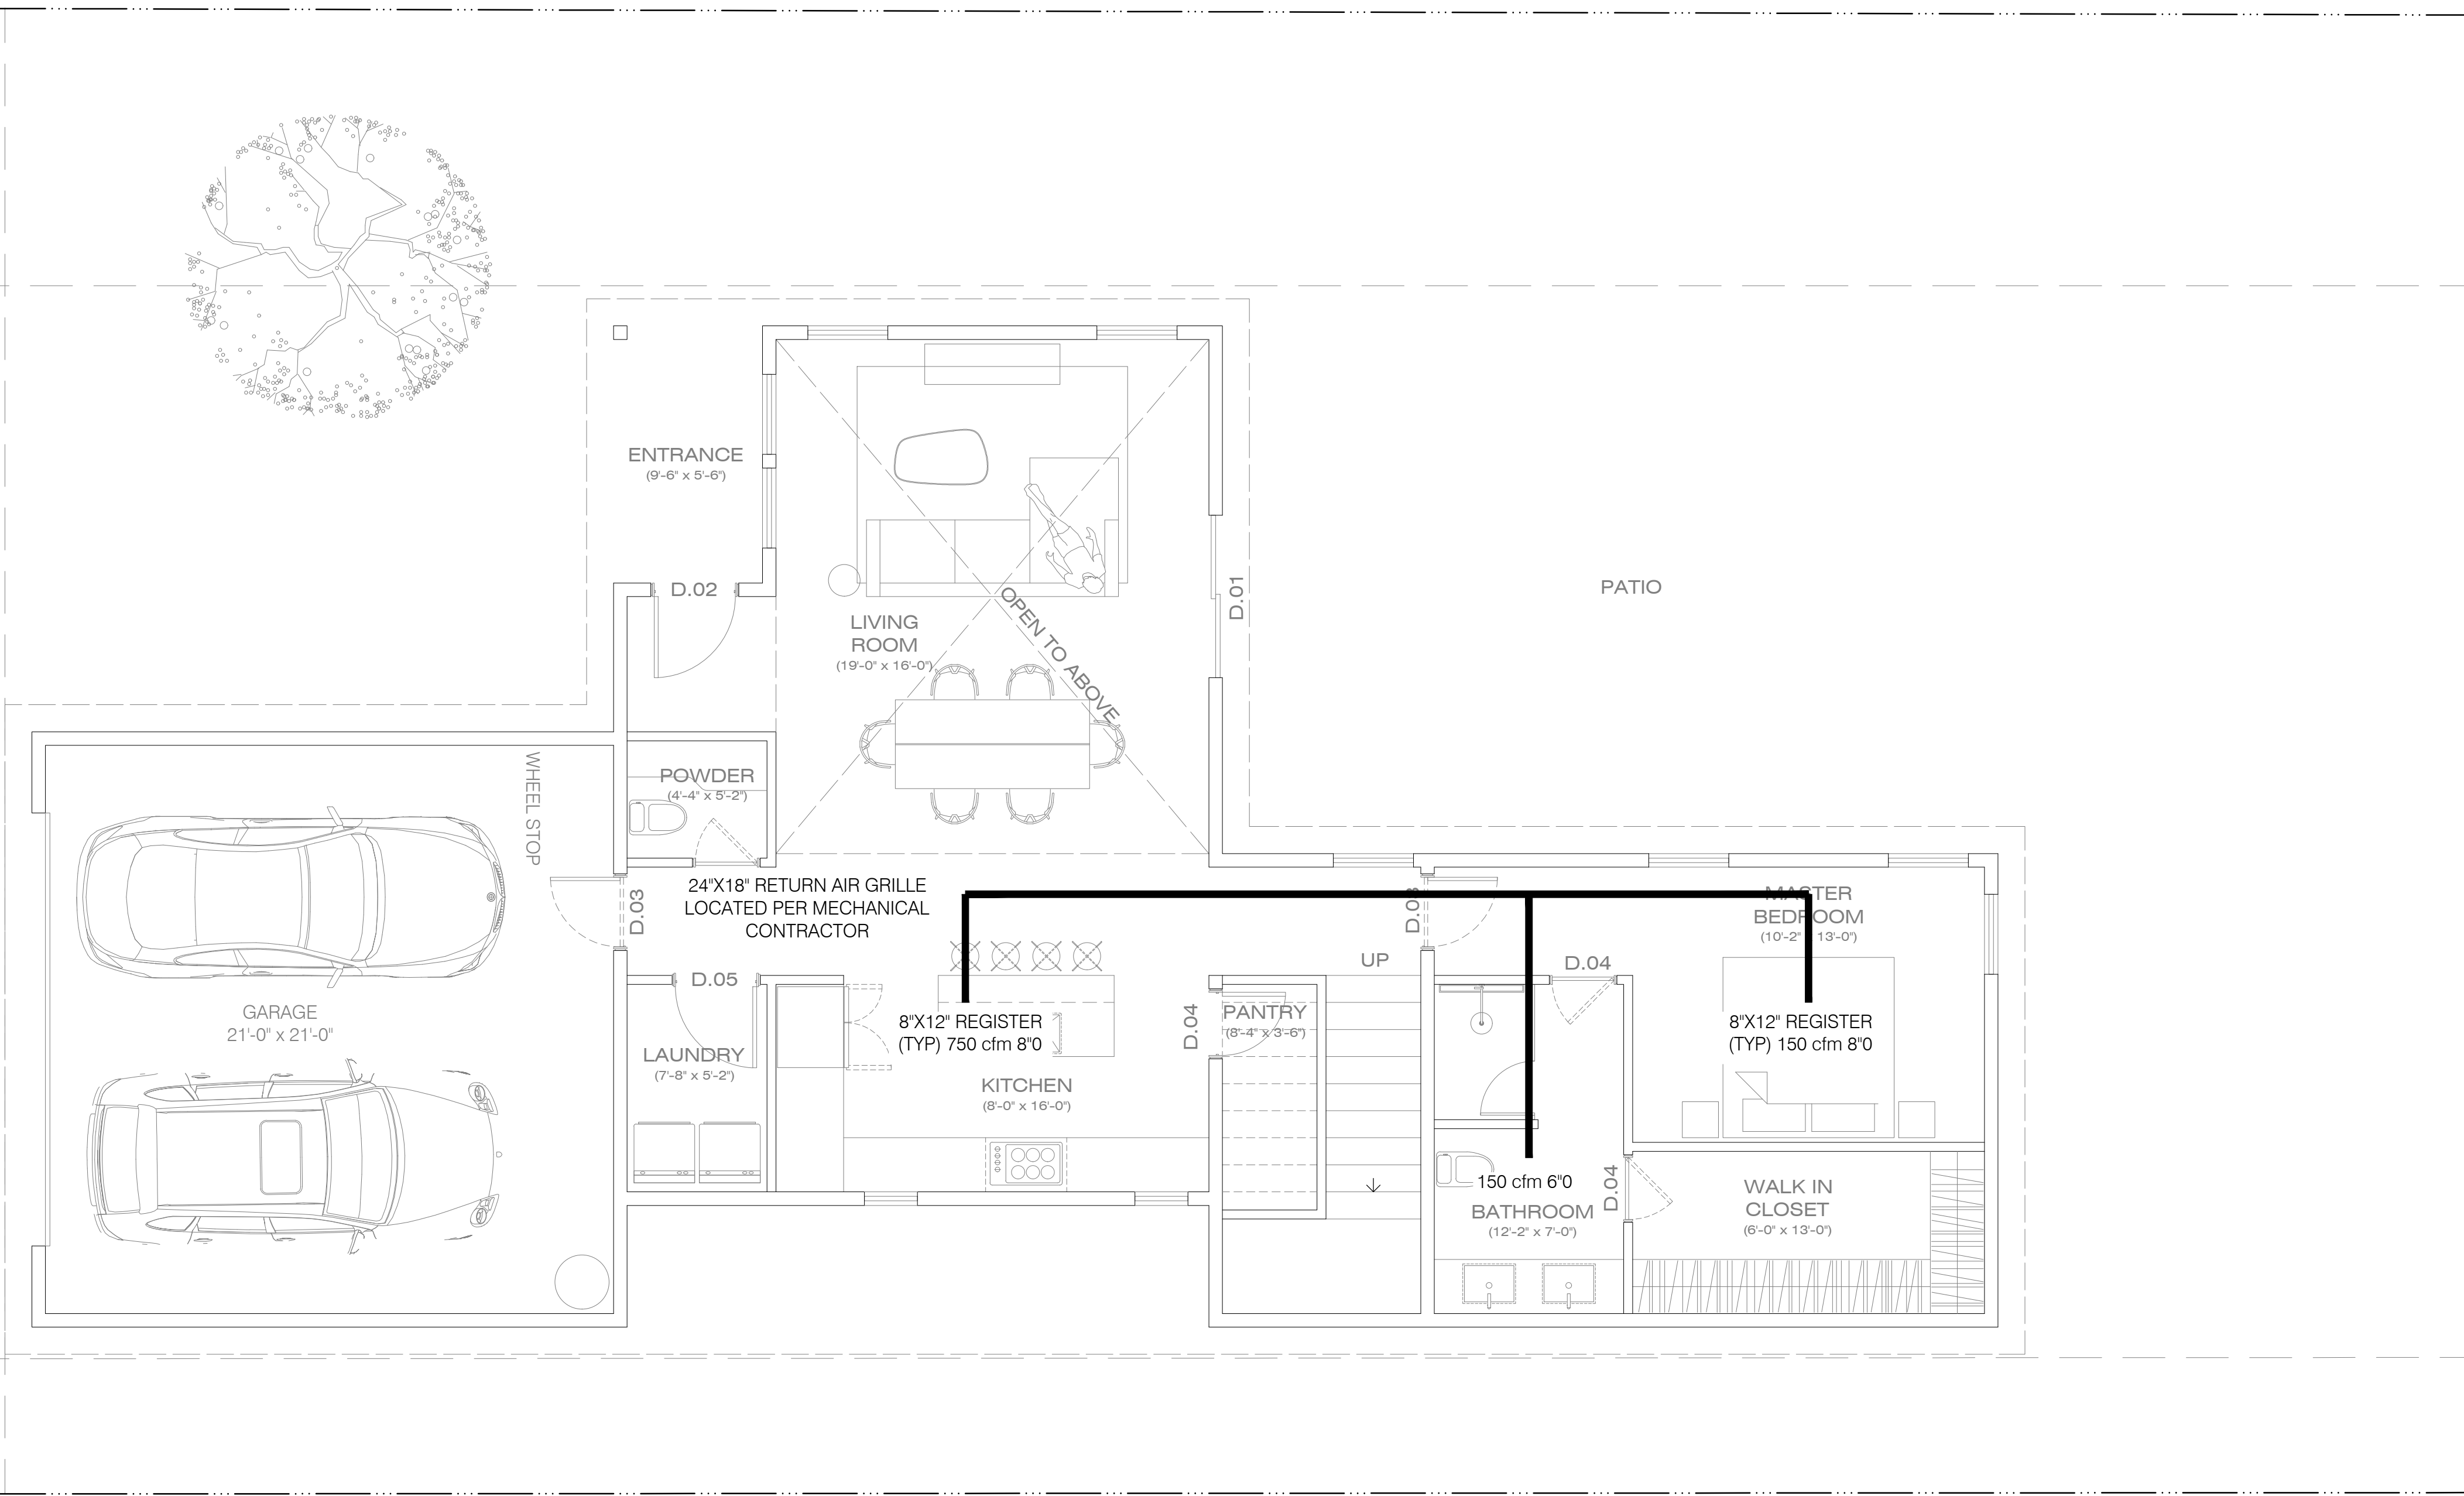 ENTRANCE
(9'-6" x 5'-6")
D.02
D.01
PATIO
LIVING
ROOM
(19'-0" x 16'-0")
OPEN TO ABOVE
WHEEL STOP
POWDER
(4'-4" x 5'-2")
D.03
24"X18" RETURN AIR GRILLE
LOCATED PER MECHANICAL
CONTRACTOR
D.03
MASTER
BEDROOM
(10'-2" x 13'-0")
UP
D.05
D.04
GARAGE
21'-0" x 21'-0"
8"X12" REGISTER
(TYP) 750 cfm 8"0
D.04
PANTRY
(8'-4" x 3'-6")
8"X12" REGISTER
(TYP) 150 cfm 8"0
LAUNDRY
(7'-8" x 5'-2")
KITCHEN
(8'-0" x 16'-0")
150 cfm 6"0
D.04
BATHROOM
(12'-2" x 7'-0")
WALK IN
CLOSET
(6'-0" x 13'-0")